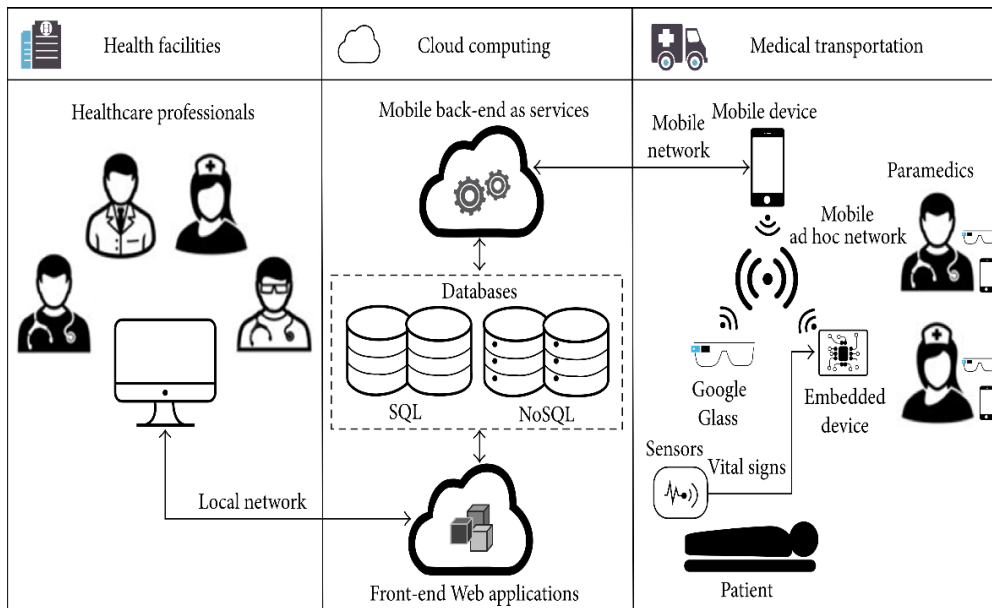 Health facilities
Cloud computing
Medical transportation
Healthcare professionals
Local network
Mobile back-end as services
Databases
SQL
NoSQL
Front-end Web applications
Mobile
network
Mobile device
Paramedics
Mobile
ad hoc network
Google
Glass
Embedded
device
Sensors
Vital signs
Patient